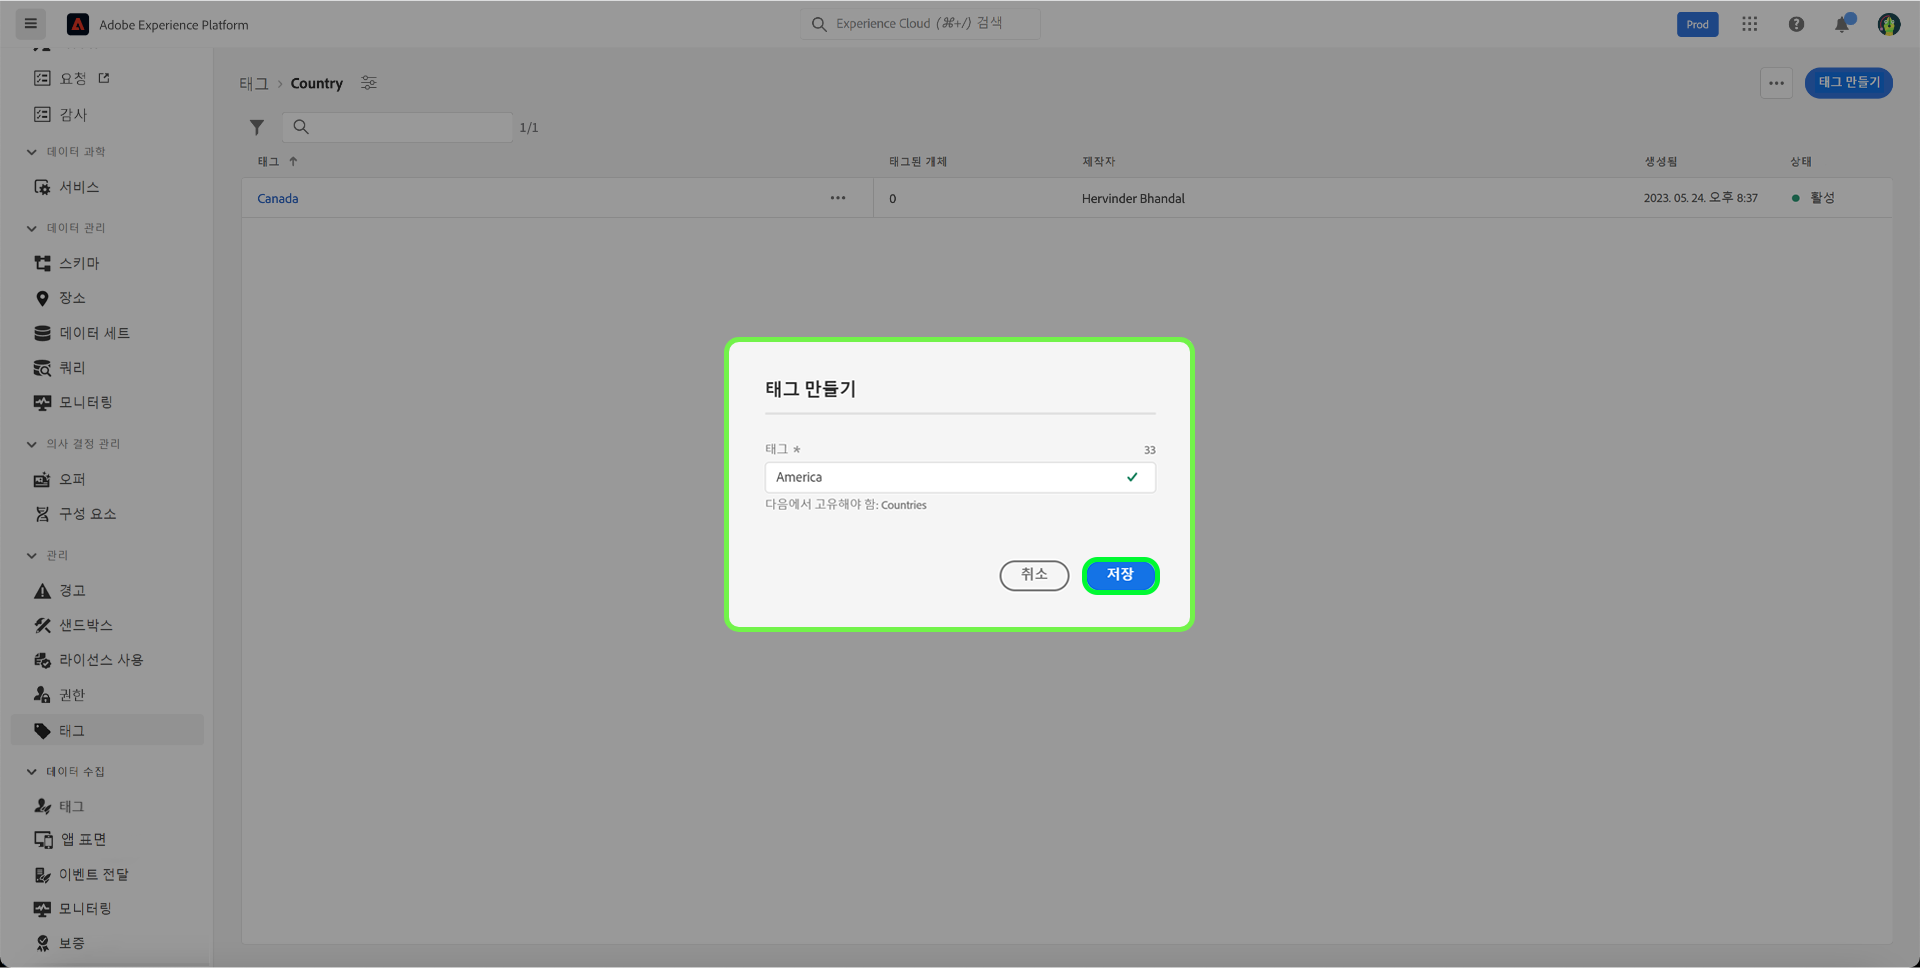 Adobe Experience Platform
Experience Cloud (⌘+/) 검색
Prod
요청
감사
데이터 과학
서비스
데이터 관리
스키마
장소
데이터 세트
쿼리
모니터링
의사 결정 관리
오퍼
구성 요소
관리
경고
샌드박스
라이선스 사용
권한
태그
데이터 수집
태그
앱 표면
이벤트 전달
모니터링
보증
태그 › Country
태그 만들기
1/1
태그 ↑ 태그된 개체 제작자 생성됨 상태
Canada 0 Hervinder Bhandal 2023. 05. 24. 오후 8:37 활성
태그 만들기
태그 * 33
America
다음에서 고유해야 함: Countries
취소 저장